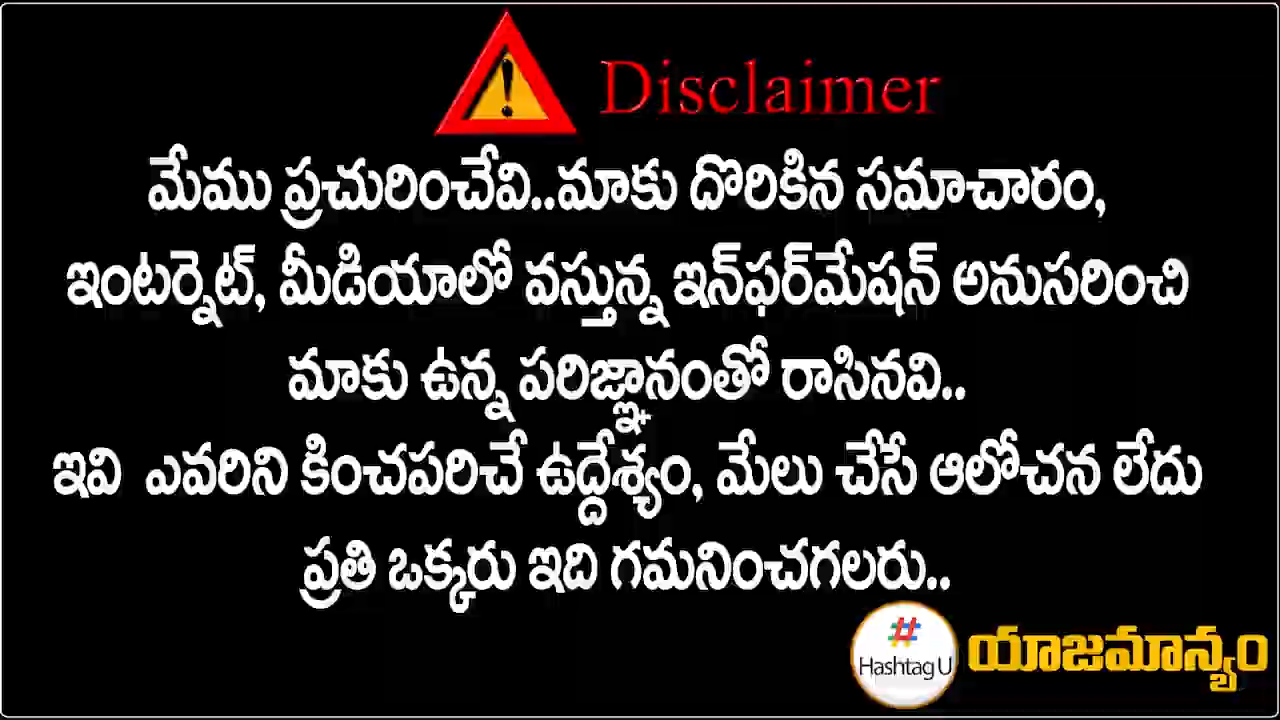 Disclaimer
మేము ప్రచురించేవి..మాకు దొరికిన సమాచారం,
ఇంటర్నెట్, మీడియాలో వస్తున్న ఇన్‌ఫర్‌మేషన్ అనుసరించి
మాకు ఉన్న పరిజ్ఞానంతో రాసినవి..
ఇవి ఎవరిని కించపరిచే ఉద్దేశ్యం, మేలు చేసే ఆలోచన లేదు
ప్రతి ఒక్కరు ఇది గమనించగలరు..
#
Hashtag U
యాజమాన్యం